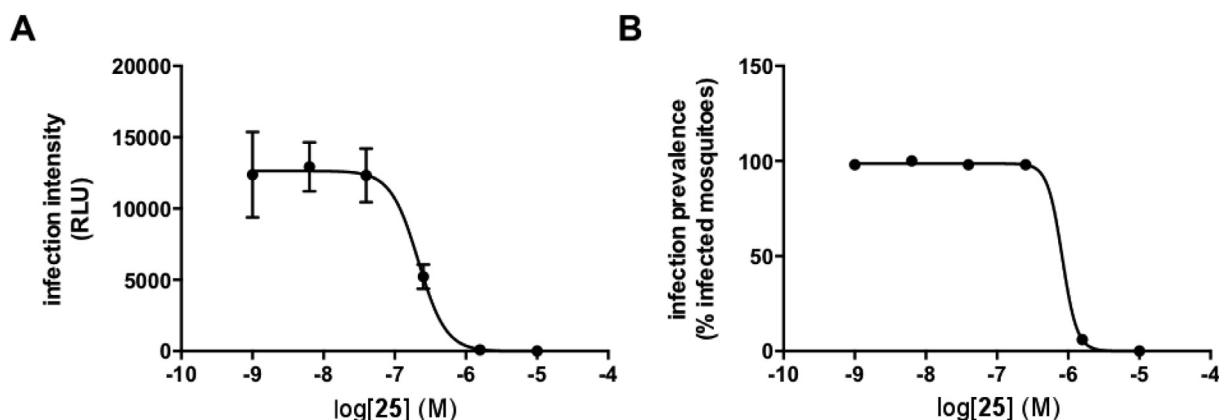 A
infection intensity
(RLU)
20000
15000
10000
5000
0
-10 -9 -8 -7 -6 -5 -4
log[25] (M)
B
infection prevalence
(% infected mosquitoes)
150
100
50
0
-10 -9 -8 -7 -6 -5 -4
log[25] (M)